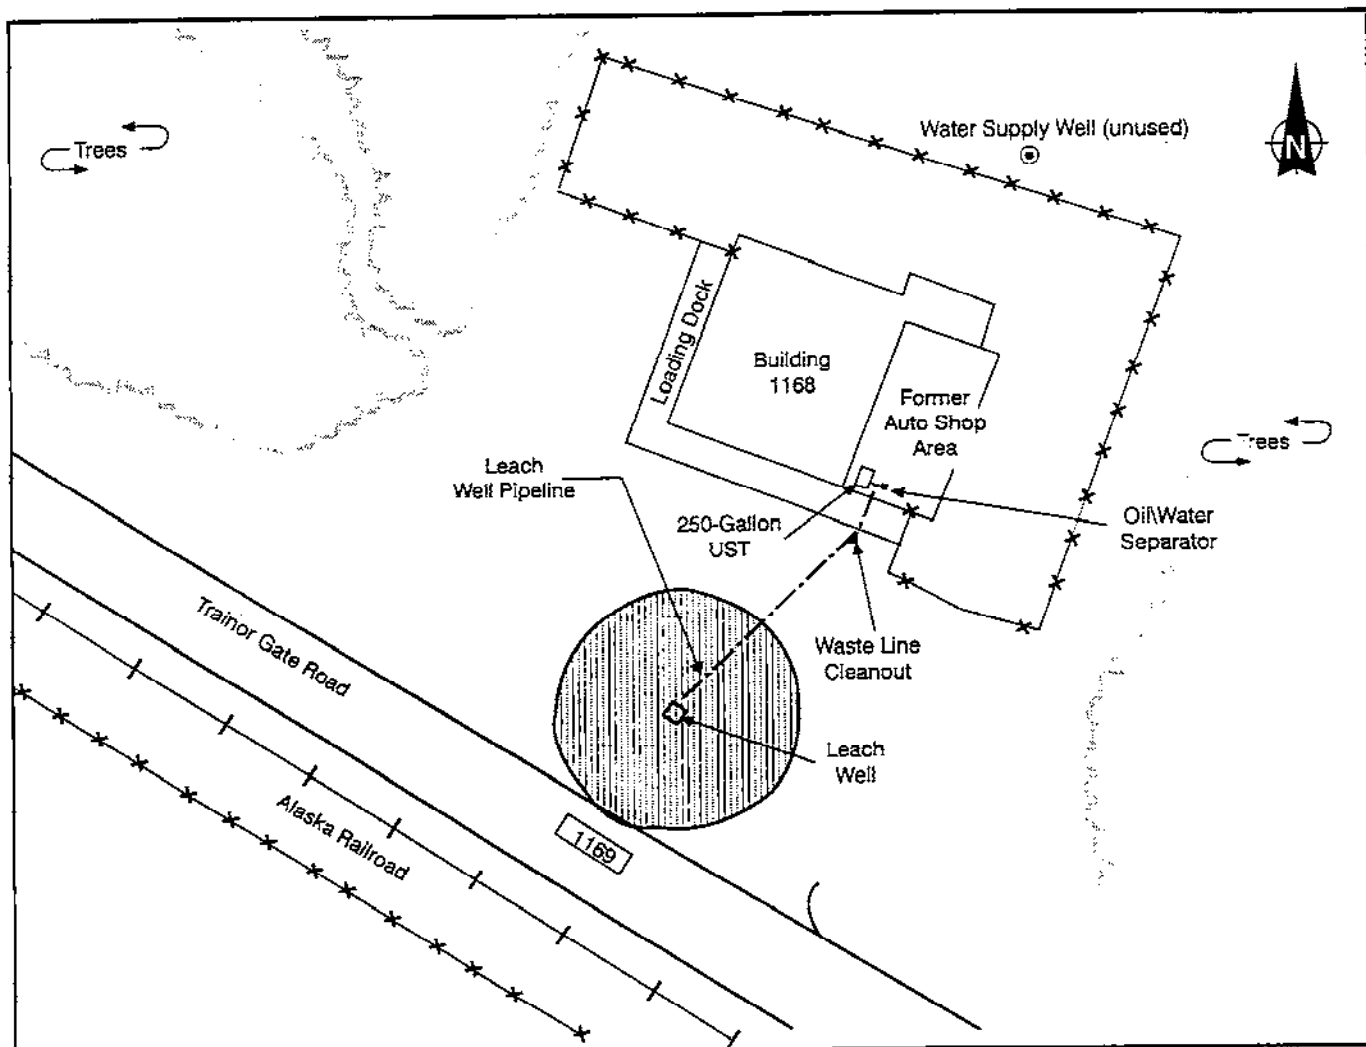 Water Supply Well (unused)
N
Trees
Loading Dock
Building
1168
Former
Auto Shop
Area
Trees
Leach
Well Pipeline
250-Gallon
UST
Oil\Water
Separator
Trainor Gate Road
Waste Line
Cleanout
Leach
Well
Alaska Railroad
1169